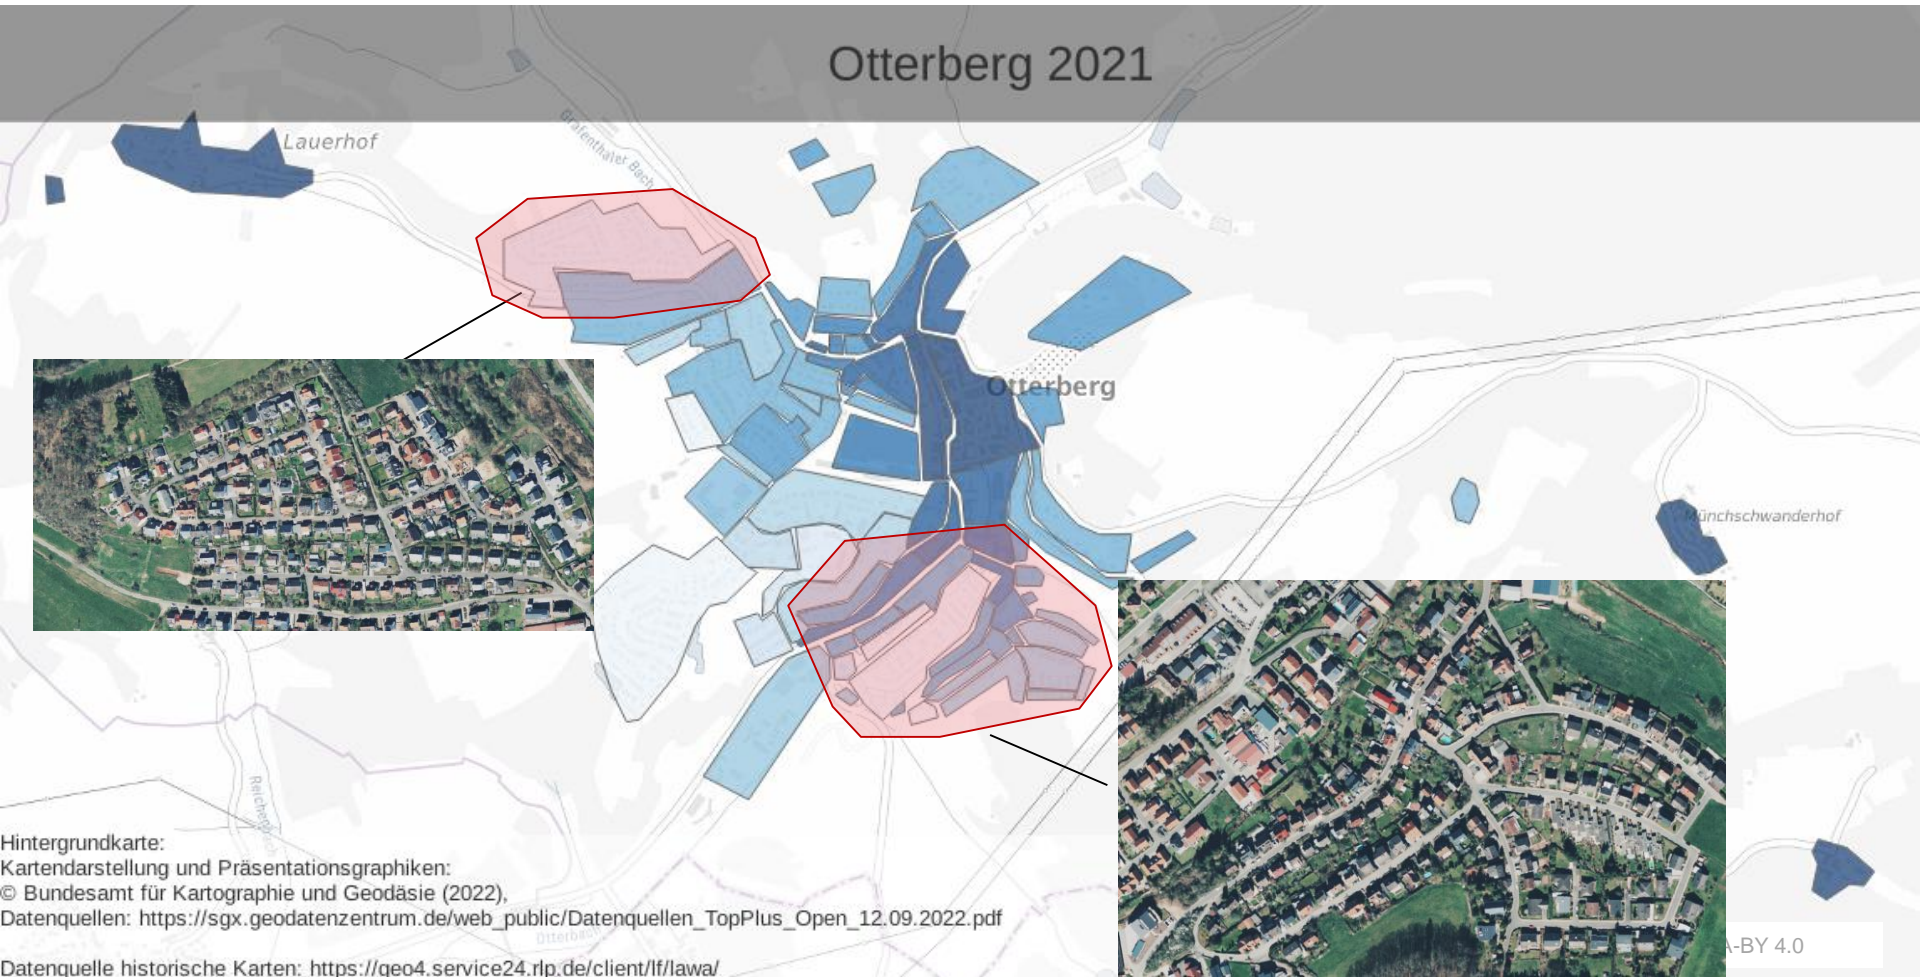 Otterberg 2021
Lauerhof
Gräfenthaler Bach
Otterberg
Münchschwanderhof
Hintergrundkarte:
Kartendarstellung und Präsentationsgraphiken:
© Bundesamt für Kartographie und Geodäsie (2022),
Datenquellen: https://sgx.geodatenzentrum.de/web_public/Datenquellen_TopPlus_Open_12.09.2022.pdf
Otterbach
A-BY 4.0
Datenquelle historische Karten: https://geo4.service24.rlp.de/client/lf/lawa/